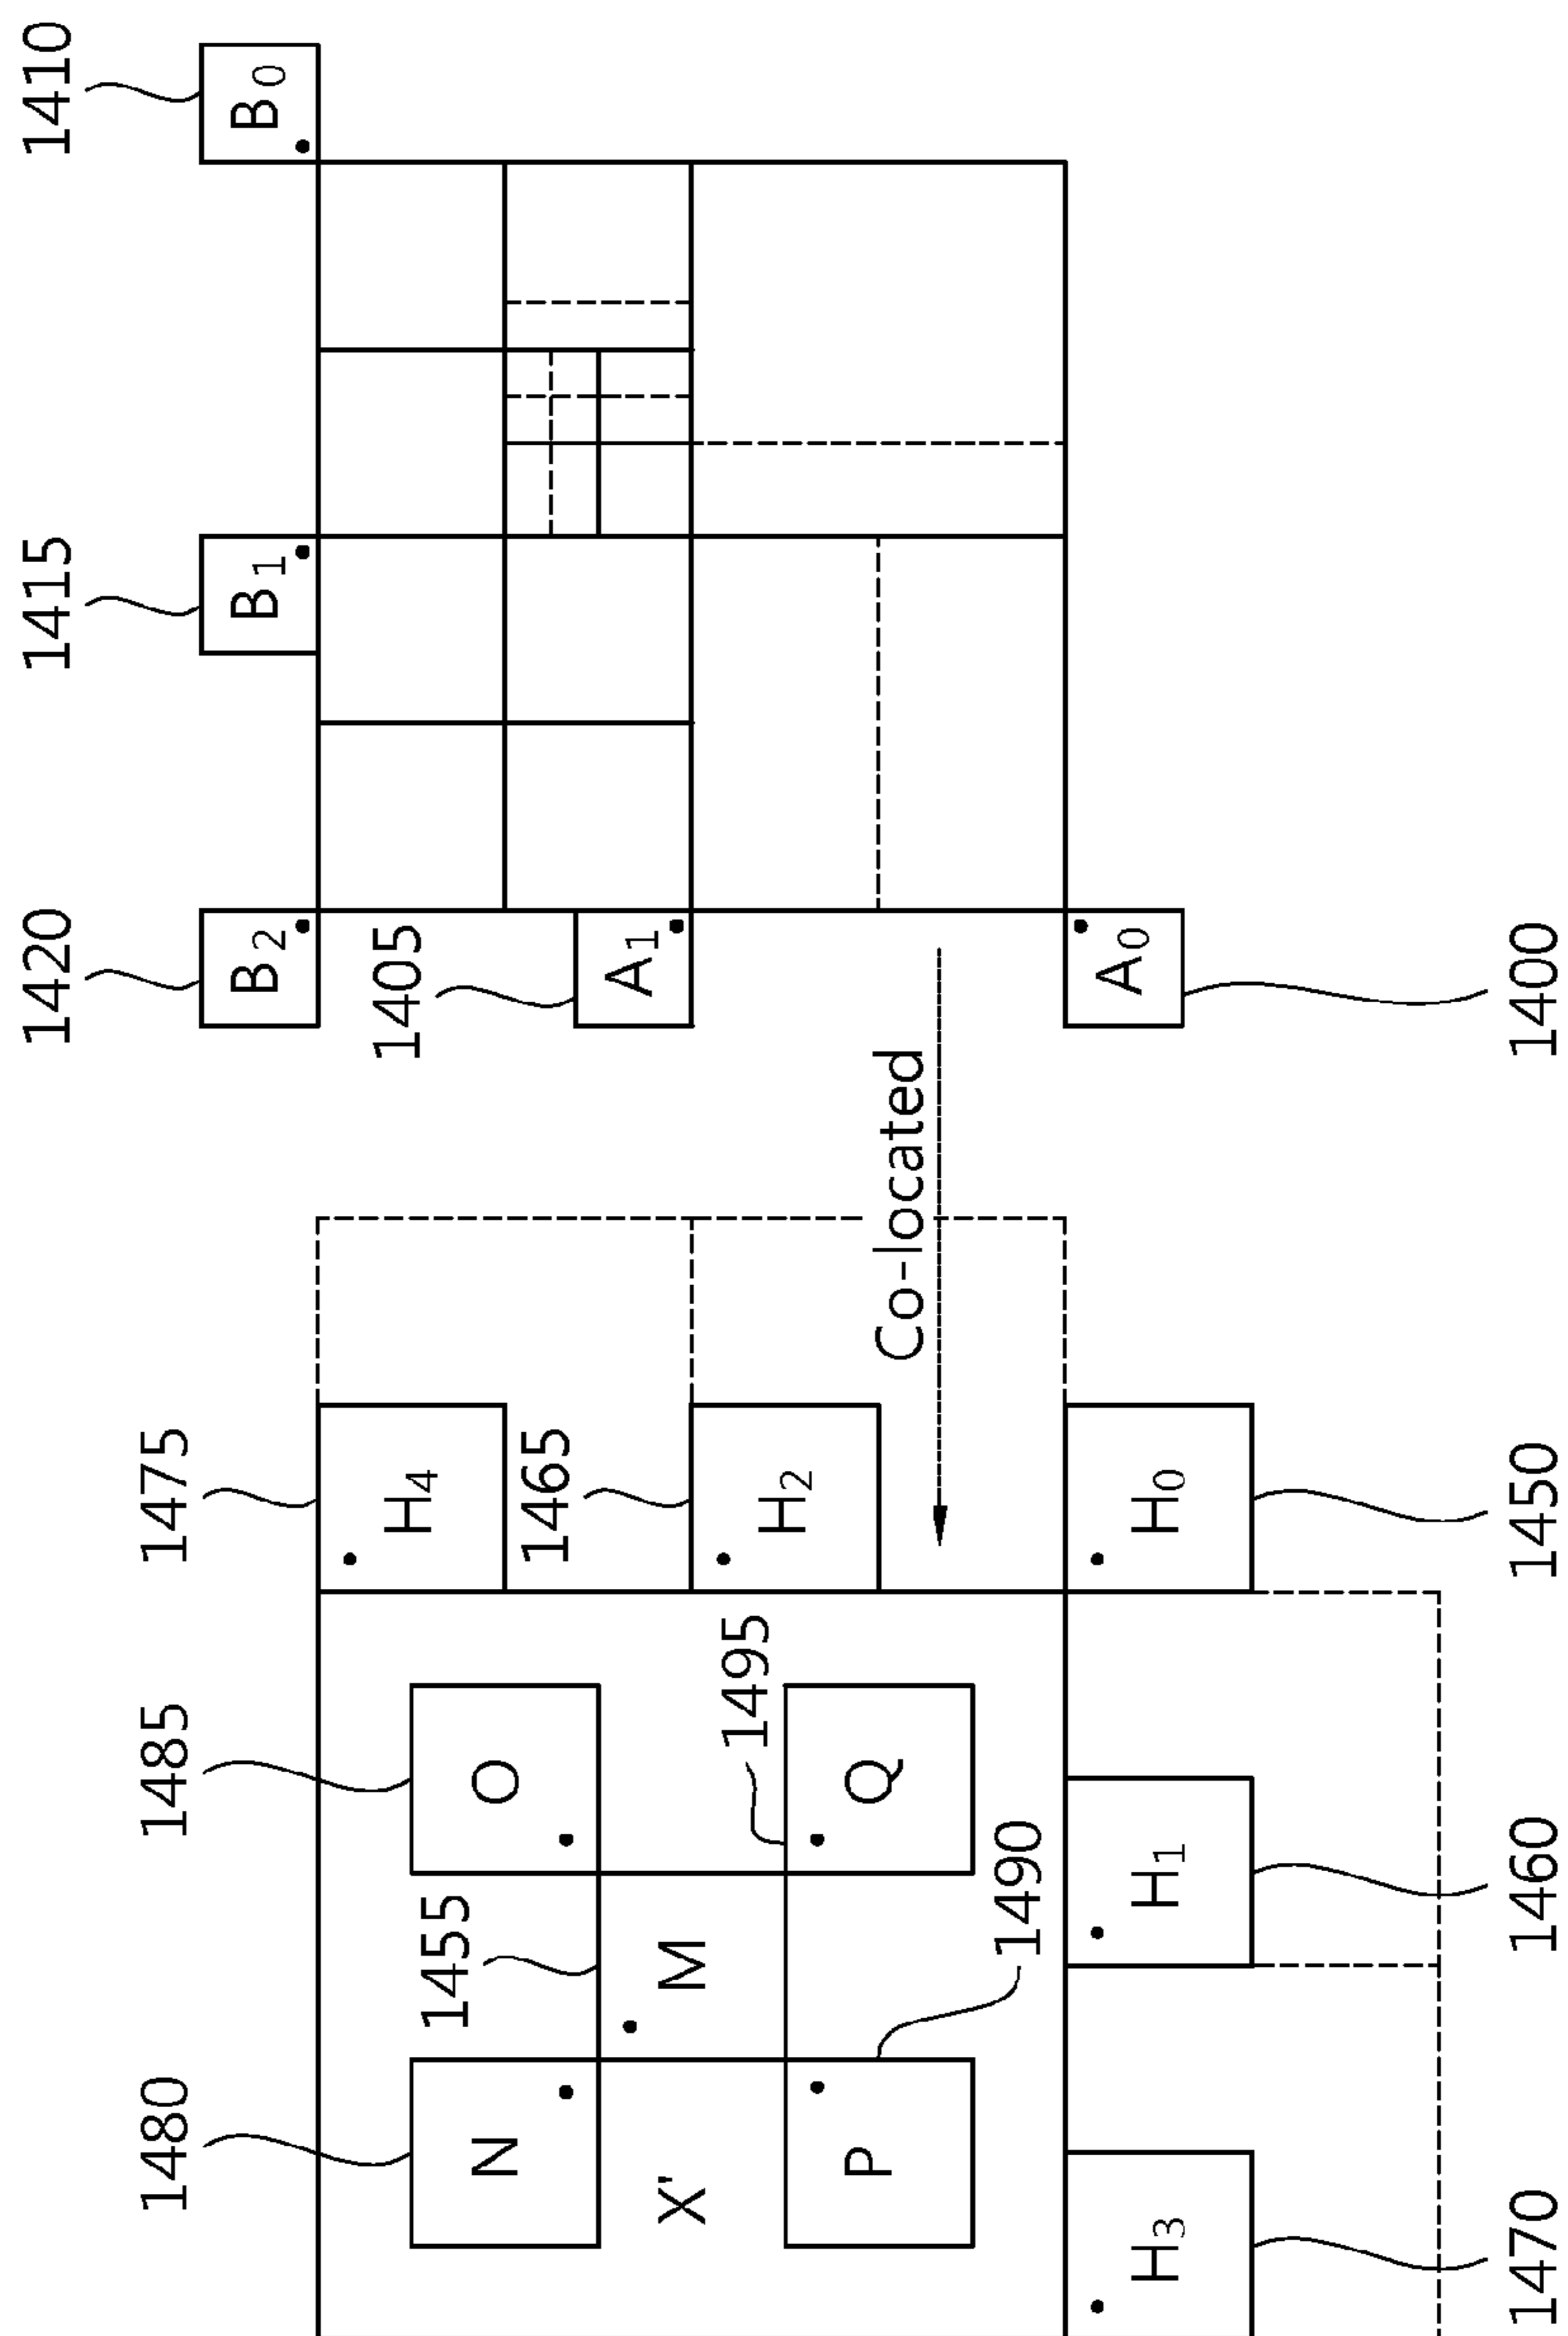 1420 1415 1410
1480 1485 1475
B2 B1 B0
H4 1405
1455
N O 1465
A1
X' M
1495 H2
P Q Co-located
1490
H3 H1 H0 A0
1470 1460 1450 1400